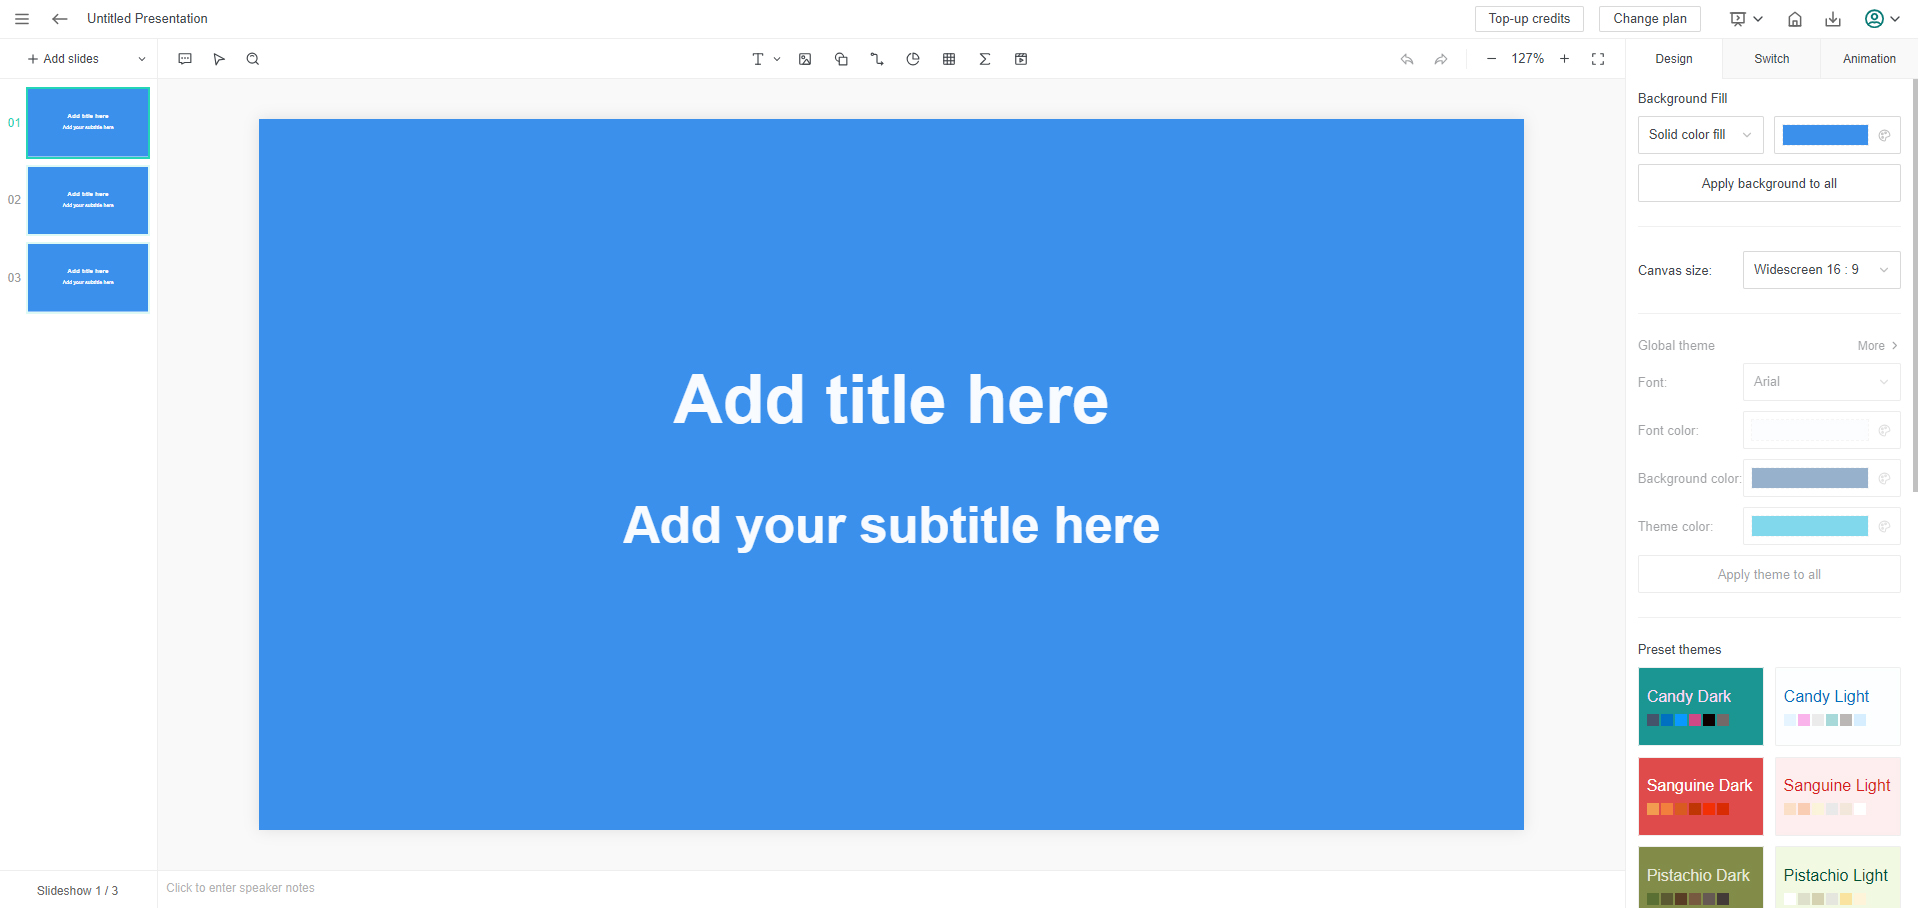 Untitled Presentation
Top-up credits
Change plan
Add slides
127%
Design
Switch
Animation
01
Add title here
Add your subtitle here
02
Add title here
Add your subtitle here
03
Add title here
Add your subtitle here
Add title here
Add your subtitle here
Background Fill
Solid color fill
Apply background to all
Canvas size:
Widescreen 16 : 9
Global theme
More
Font:
Arial
Font color:
Background color:
Theme color:
Apply theme to all
Preset themes
Candy Dark
Candy Light
Sanguine Dark
Sanguine Light
Pistachio Dark
Pistachio Light
Slideshow 1 / 3
Click to enter speaker notes